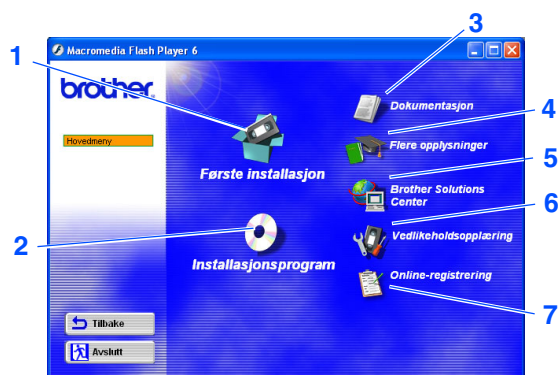 Macromedia Flash Player 6
brother
Hovedmeny
Første installasjon
Installasjonsprogram
Dokumentasjon
Flere opplysninger
Brother Solutions
Center
Vedlikeholdsopplæring
Online-registrering
Tilbake
Avslutt
1
2
3
4
5
6
7